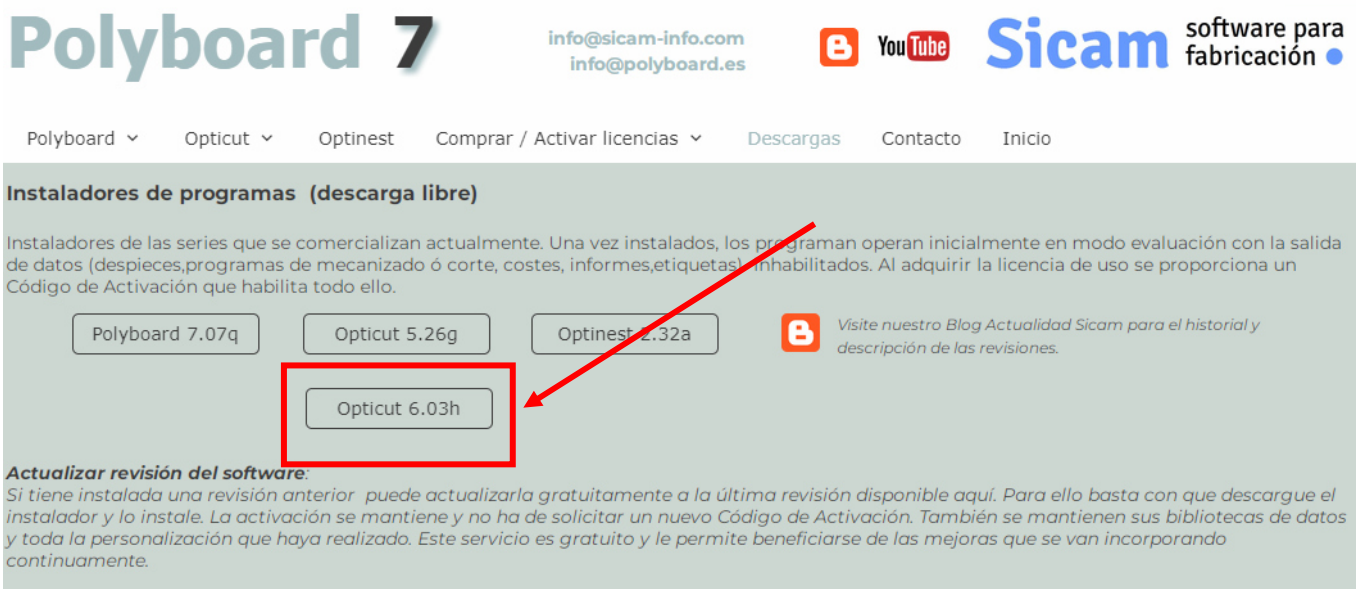 Polyboard 7
info@sicam-info.com
info@polyboard.es
B
YouTube
Sicam software para
fabricación
Polyboard Opticut Optinest Comprar / Activar licencias Descargas Contacto Inicio
Instaladores de programas (descarga libre)
Instaladores de las series que se comercializan actualmente. Una vez instalados, los programan operan inicialmente en modo evaluación con la salida
de datos (despieces,programas de mecanizado ó corte, costes, informes,etiquetas) inhabilitados. Al adquirir la licencia de uso se proporciona un
Código de Activación que habilita todo ello.
Polyboard 7.07q Opticut 5.26g Optinest 2.32a
B
Visite nuestro Blog Actualidad Sicam para el historial y
descripción de las revisiones.
Opticut 6.03h
Actualizar revisión del software:
Si tiene instalada una revisión anterior puede actualizarla gratuitamente a la última revisión disponible aquí. Para ello basta con que descargue el
instalador y lo instale. La activación se mantiene y no ha de solicitar un nuevo Código de Activación. También se mantienen sus bibliotecas de datos
y toda la personalización que haya realizado. Este servicio es gratuito y le permite beneficiarse de las mejoras que se van incorporando
continuamente.